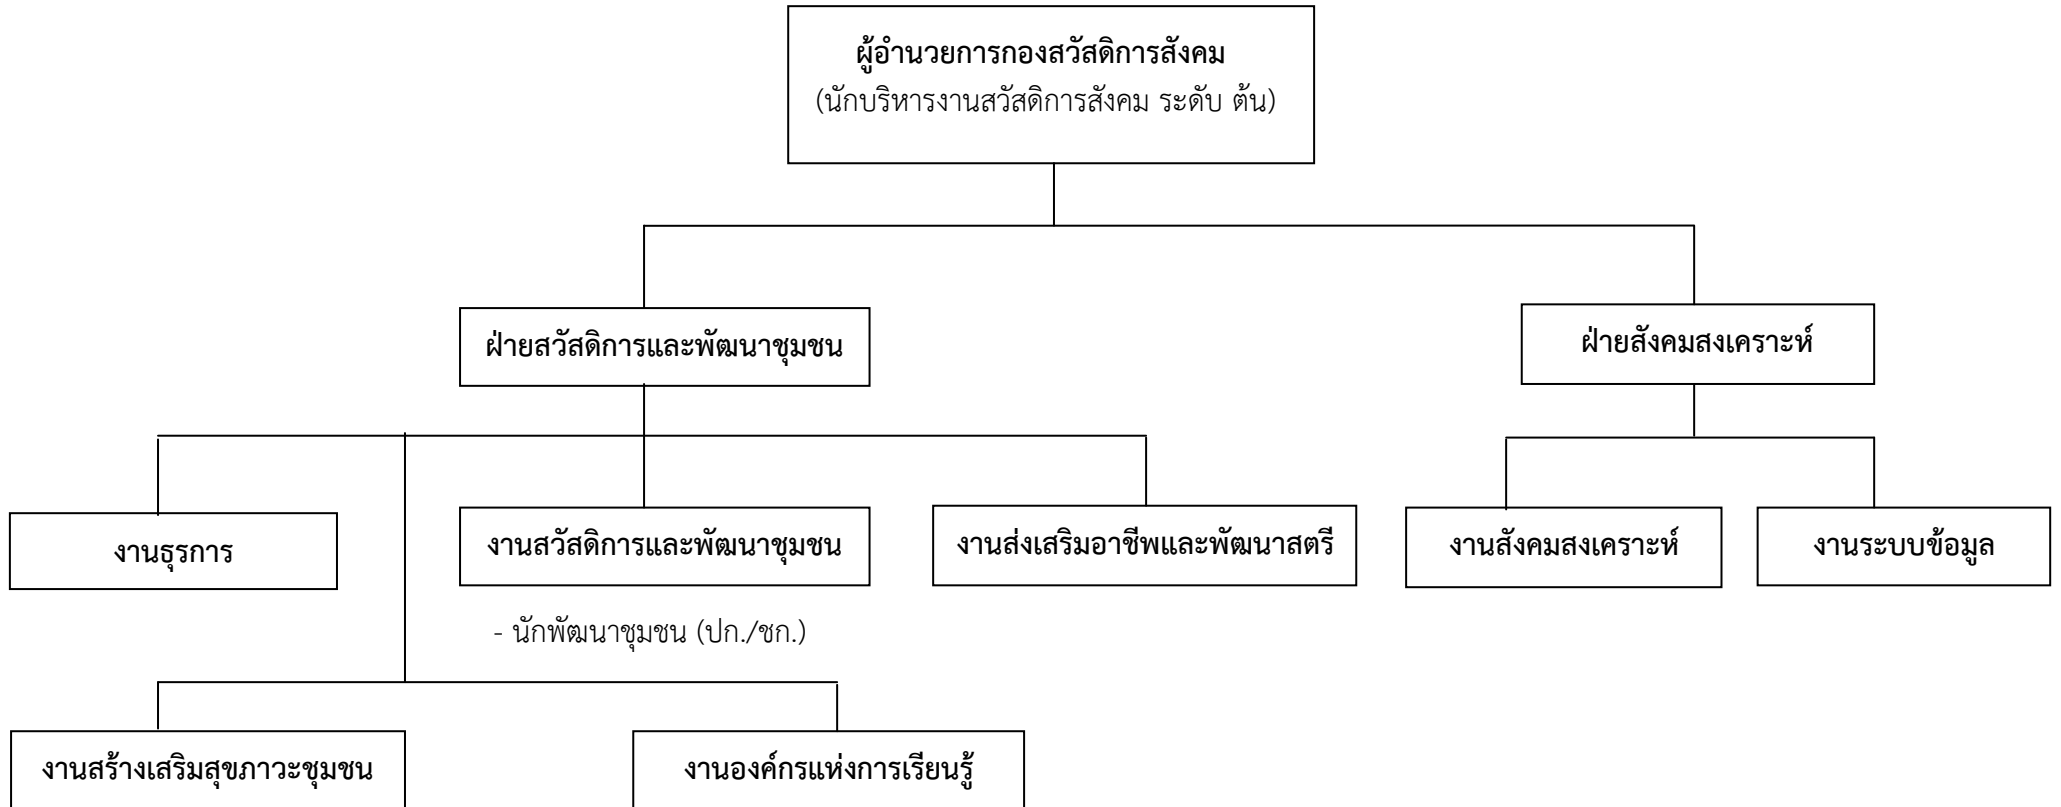 ผู้อำนวยการกองสวัสดิการสังคม
(นักบริหารงานสวัสดิการสังคม ระดับ ต้น)
ฝ่ายสวัสดิการและพัฒนาชุมชน
ฝ่ายสังคมสงเคราะห์
งานธุรการ
งานสวัสดิการและพัฒนาชุมชน
งานส่งเสริมอาชีพและพัฒนาสตรี
งานสังคมสงเคราะห์
งานระบบข้อมูล
- นักพัฒนาชุมชน (ปก./ชก.)
งานสร้างเสริมสุขภาวะชุมชน
งานองค์กรแห่งการเรียนรู้